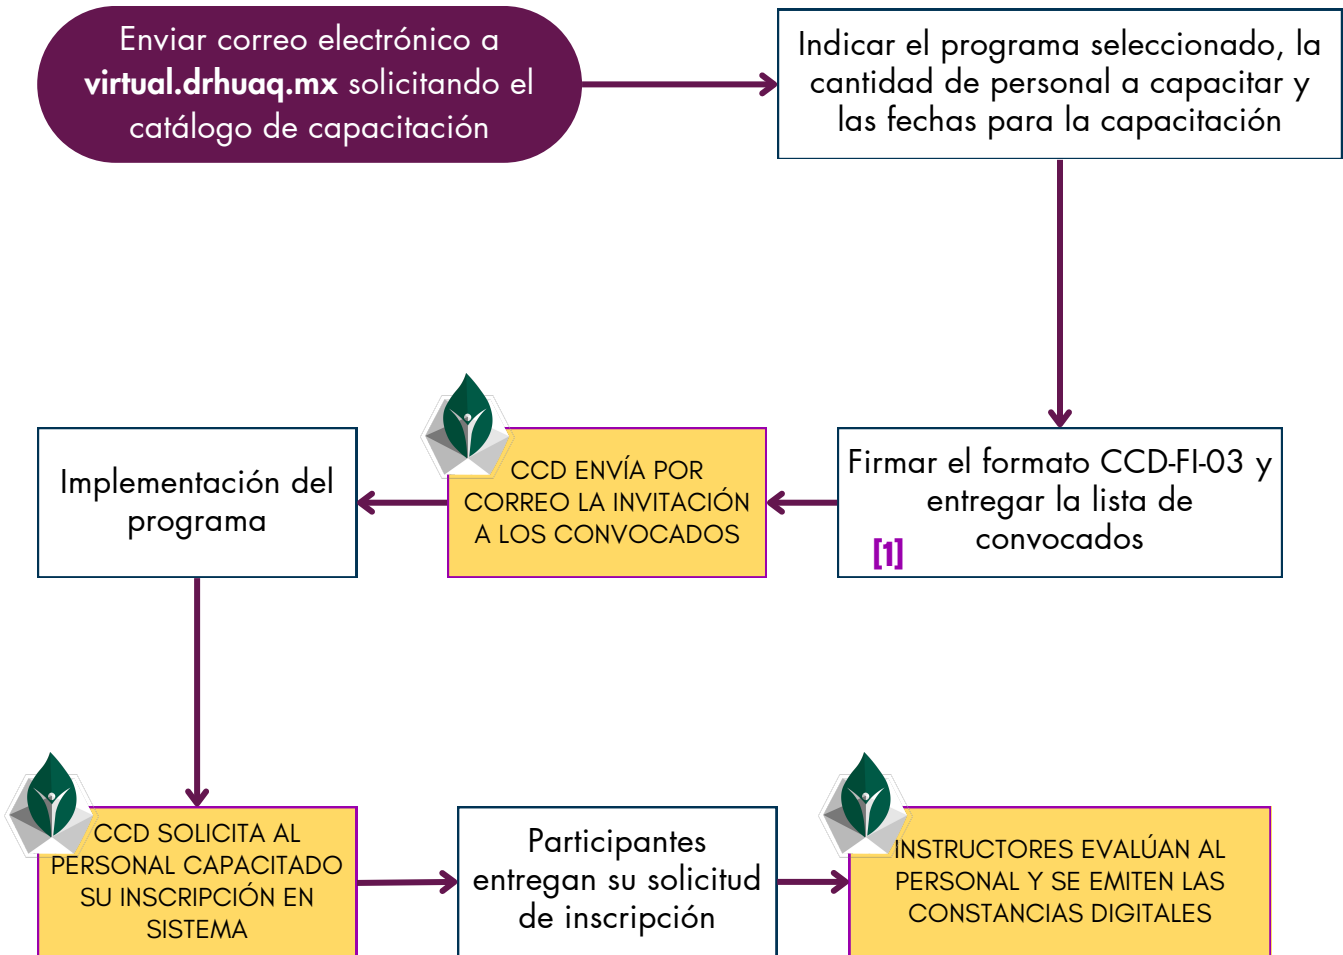 Enviar correo electrónico a
virtual.drhuaq.mx solicitando el
catálogo de capacitación
Indicar el programa seleccionado, la
cantidad de personal a capacitar y
las fechas para la capacitación
Firmar el formato CCD-FI-03 y
entregar la lista de
convocados
[1]
CCD ENVÍA POR
CORREO LA INVITACIÓN
A LOS CONVOCADOS
Implementación del
programa
CCD SOLICITA AL
PERSONAL CAPACITADO
SU INSCRIPCIÓN EN
SISTEMA
Participantes
entregan su solicitud
de inscripción
INSTRUCTORES EVALÚAN AL
PERSONAL Y SE EMITEN LAS
CONSTANCIAS DIGITALES